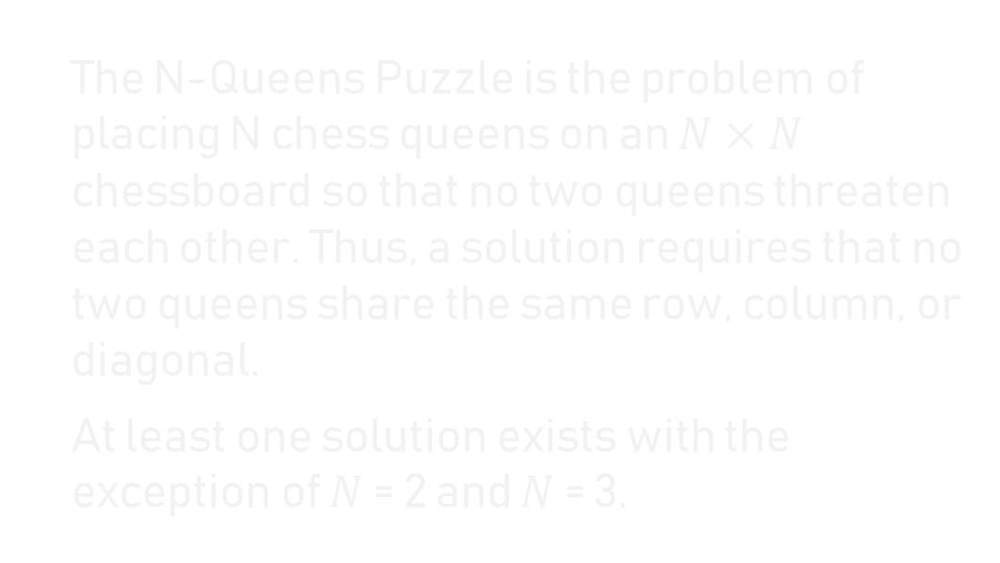 The N-Queens Puzzle is the problem of
placing N chess queens on an N × N
chessboard so that no two queens threaten
each other. Thus, a solution requires that no
two queens share the same row, column, or
diagonal.
At least one solution exists with the
exception of N = 2 and N = 3.